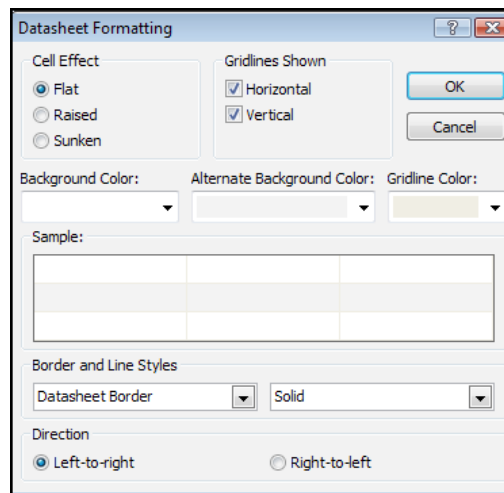 Datasheet Formatting
Cell Effect
Flat
Raised
Sunken
Gridlines Shown
Horizontal
Vertical
OK
Cancel
Background Color: Alternate Background Color: Gridline Color:
Sample:
Border and Line Styles
Datasheet Border Solid
Direction
Left-to-right Right-to-left